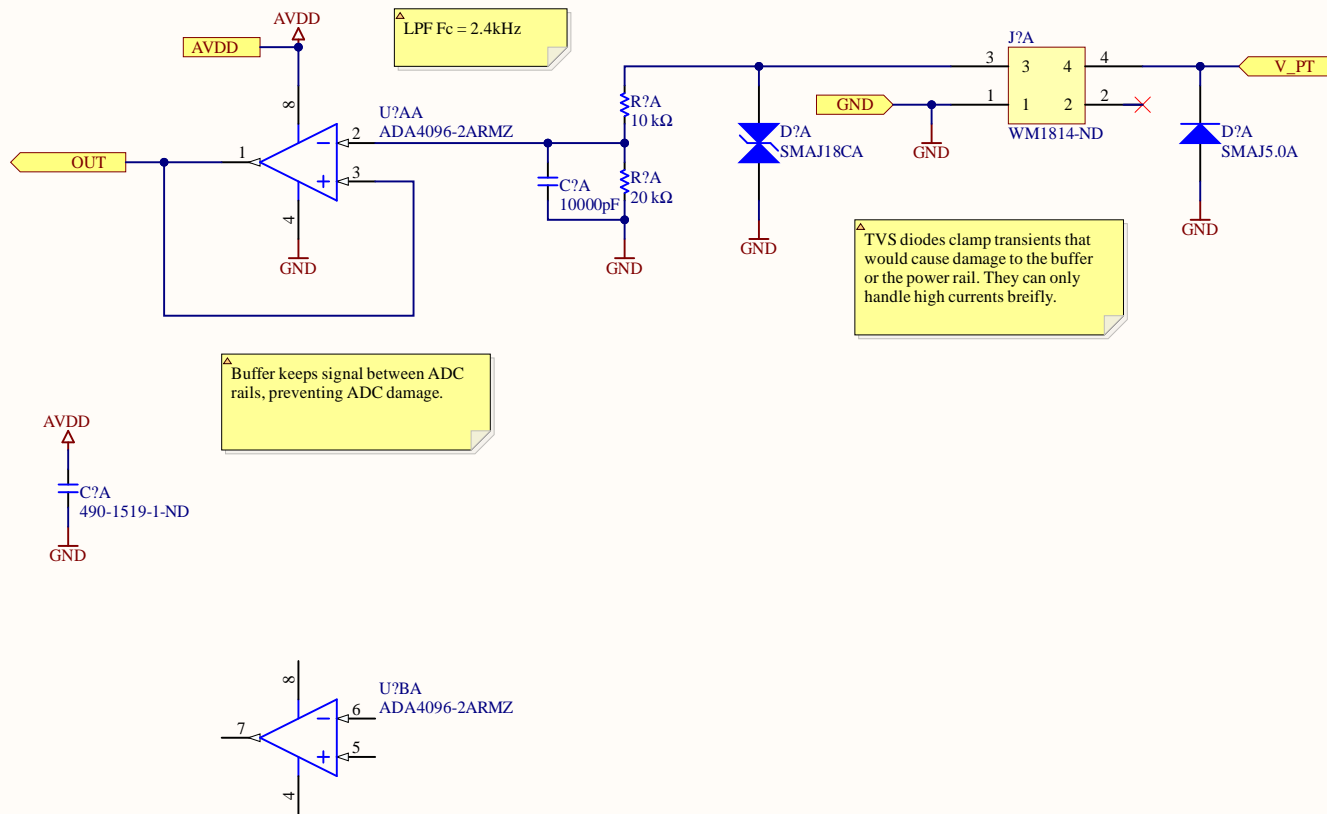 AVDD
AVDD
LPF Fc = 2.4kHz
8
U?AA
ADA4096-2ARMZ
2
3
1
4
OUT
GND
R?A
10 kΩ
R?A
20 kΩ
C?A
10000pF
GND
D?A
SMAJ18CA
GND
J?A
3
3
4
4
1
1
2
2
WM1814-ND
GND
GND
V_PT
D?A
SMAJ5.0A
GND
TVS diodes clamp transients that
would cause damage to the buffer
or the power rail. They can only
handle high currents breifly.
Buffer keeps signal between ADC
rails, preventing ADC damage.
AVDD
C?A
490-1519-1-ND
GND
8
U?BA
ADA4096-2ARMZ
6
5
7
4